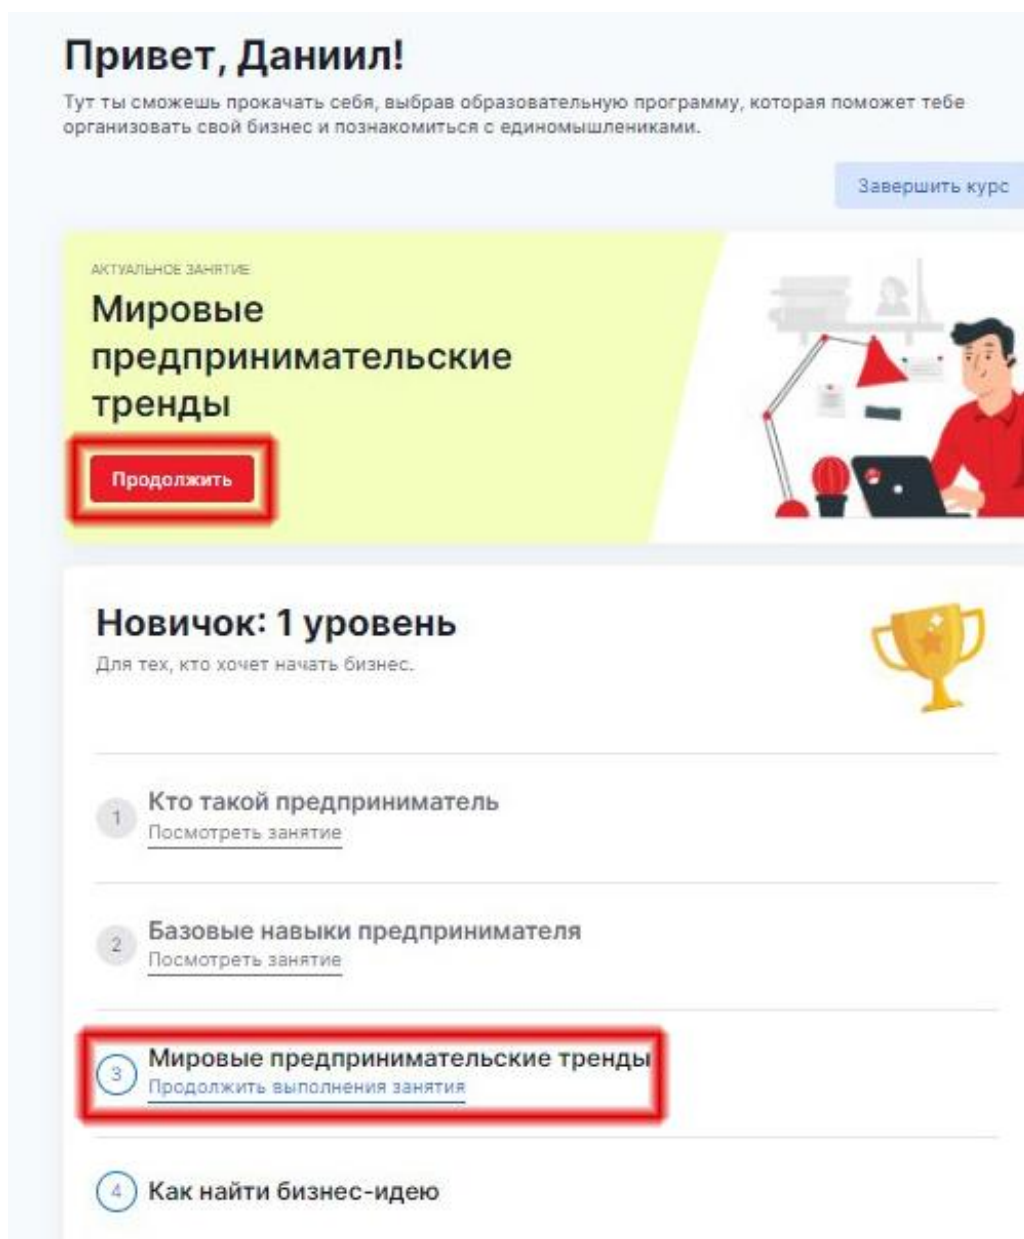 Привет, Даниил!
Тут ты сможешь прокачать себя, выбрав образовательную программу, которая поможет тебе
организовать свой бизнес и познакомиться с единомышлениками.
Завершить курс
АКТУАЛЬНОЕ ЗАНЯТИЕ
Мировые
предпринимательские
тренды
Продолжить
Новичок: 1 уровень
Для тех, кто хочет начать бизнес.
1
Кто такой предприниматель
Посмотреть занятие
2
Базовые навыки предпринимателя
Посмотреть занятие
3
Мировые предпринимательские тренды
Продолжить выполнения занятия
4
Как найти бизнес-идею